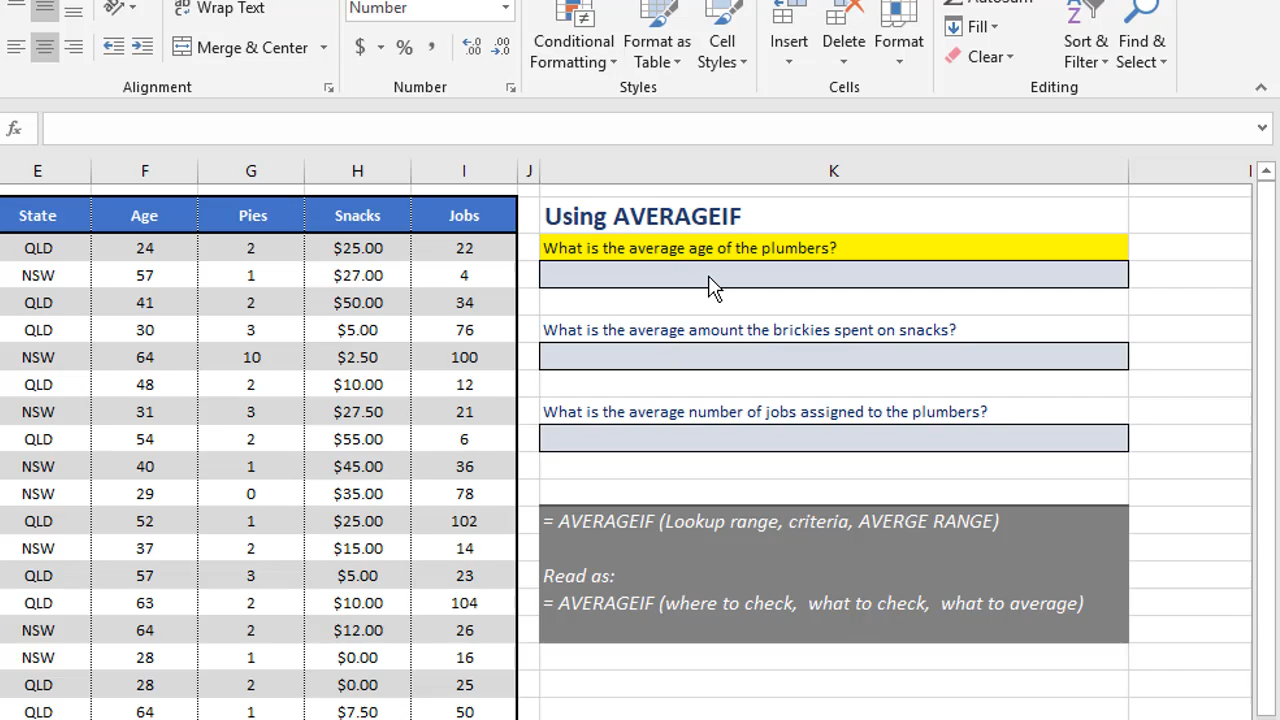 Wrap Text
Number
Autosum
Merge & Center
$ % ,
Conditional Formatting
Format as Table
Cell Styles
Insert
Delete
Format
Fill
Clear
Sort & Filter
Find & Select
Alignment
Number
Styles
Cells
Editing
fx
E F G H I J K
State Age Pies Snacks Jobs
QLD 24 2 $25.00 22
NSW 57 1 $27.00 4
QLD 41 2 $50.00 34
QLD 30 3 $5.00 76
NSW 64 10 $2.50 100
QLD 48 2 $10.00 12
NSW 31 3 $27.50 21
QLD 54 2 $55.00 6
NSW 40 1 $45.00 36
NSW 29 0 $35.00 78
QLD 52 1 $25.00 102
NSW 37 2 $15.00 14
QLD 57 3 $5.00 23
QLD 63 2 $10.00 104
NSW 64 2 $12.00 26
NSW 28 1 $0.00 16
QLD 28 2 $0.00 25
QLD 64 1 $7.50 50
Using AVERAGEIF
What is the average age of the plumbers?
What is the average amount the brickies spent on snacks?
What is the average number of jobs assigned to the plumbers?
= AVERAGEIF (Lookup range, criteria, AVERGE RANGE)
Read as:
= AVERAGEIF (where to check, what to check, what to average)